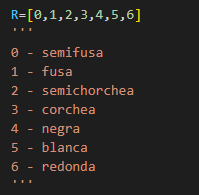 R=[0,1,2,3,4,5,6]
'''
0 - semifusa
1 - fusa
2 - semichorchea
3 - corchea
4 - negra
5 - blanca
6 - redonda
'''